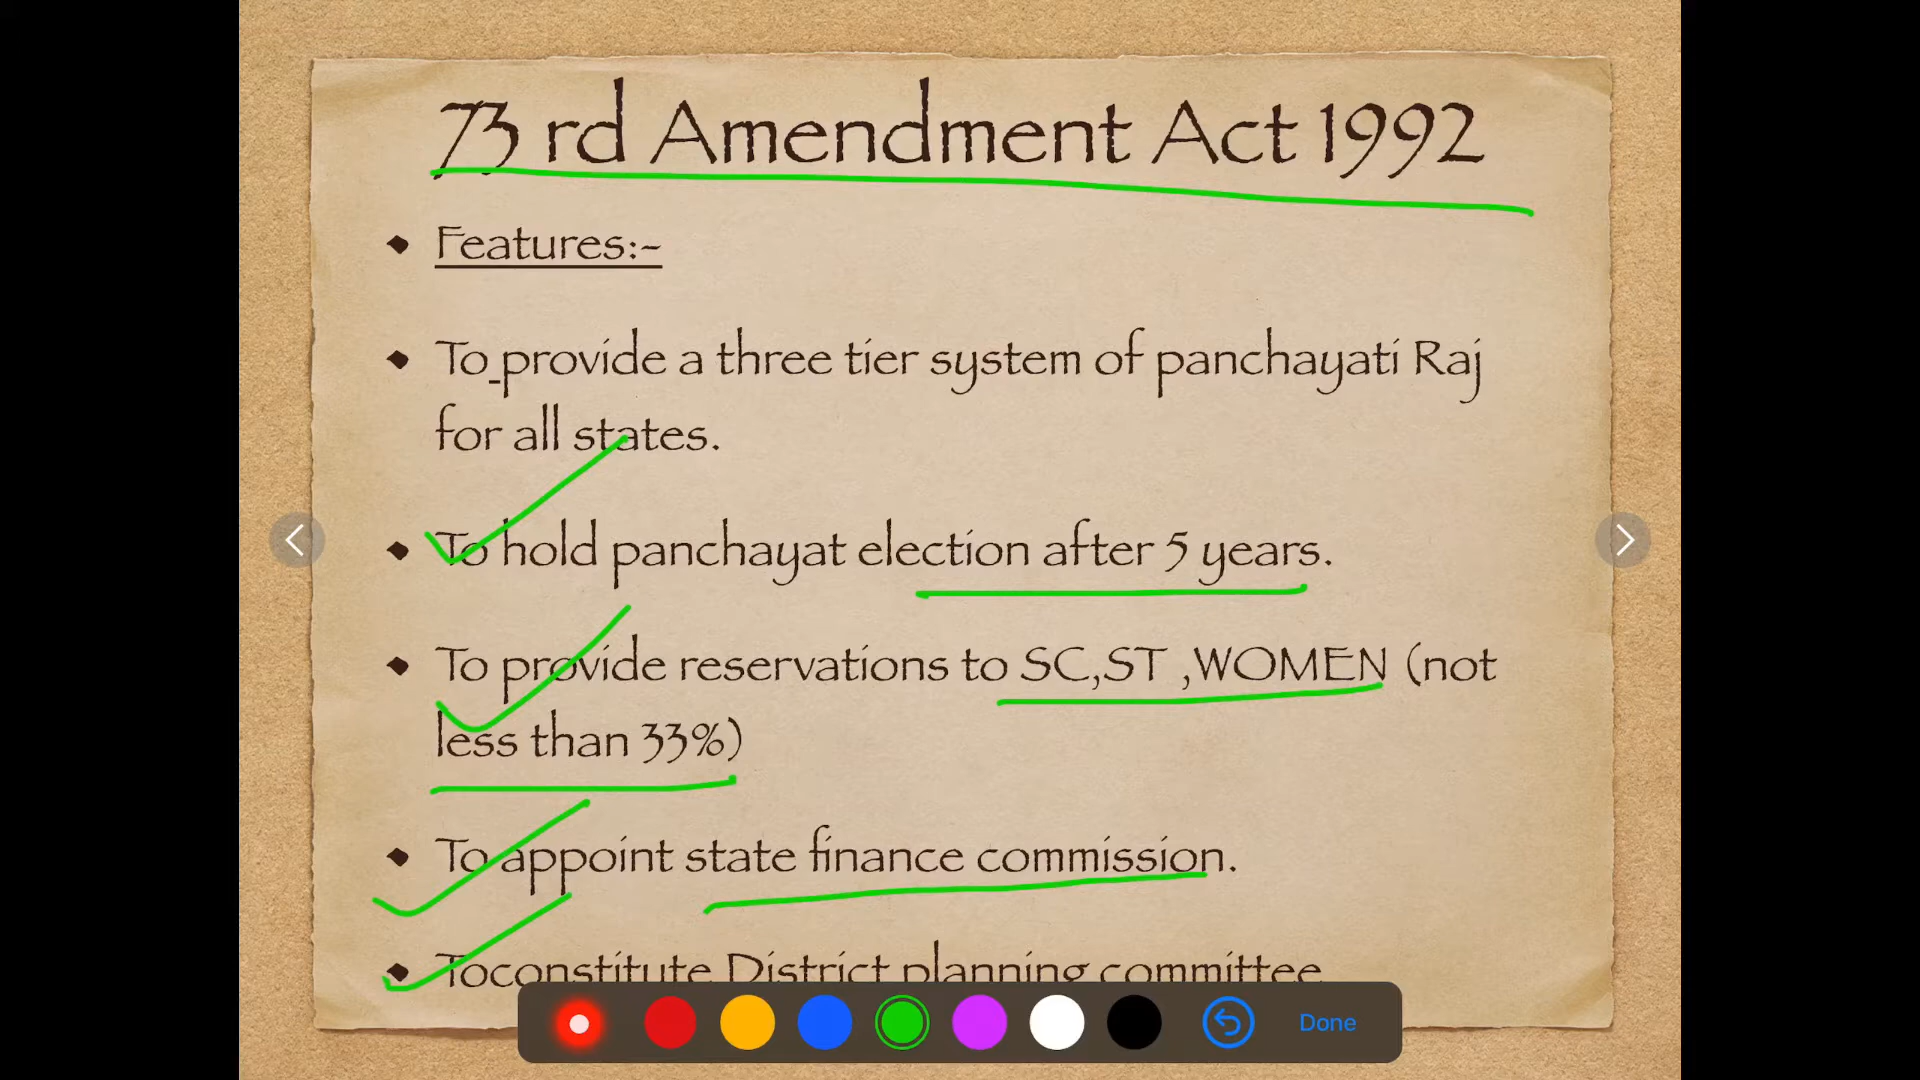 73 rd Amendment Act 1992
Features:-
To provide a three tier system of panchayati Raj
for all states.
To hold panchayat election after 5 years.
To provide reservations to SC,ST ,WOMEN (not
less than 33%)
To appoint state finance commission.
Toconstitute District planning committee
Done